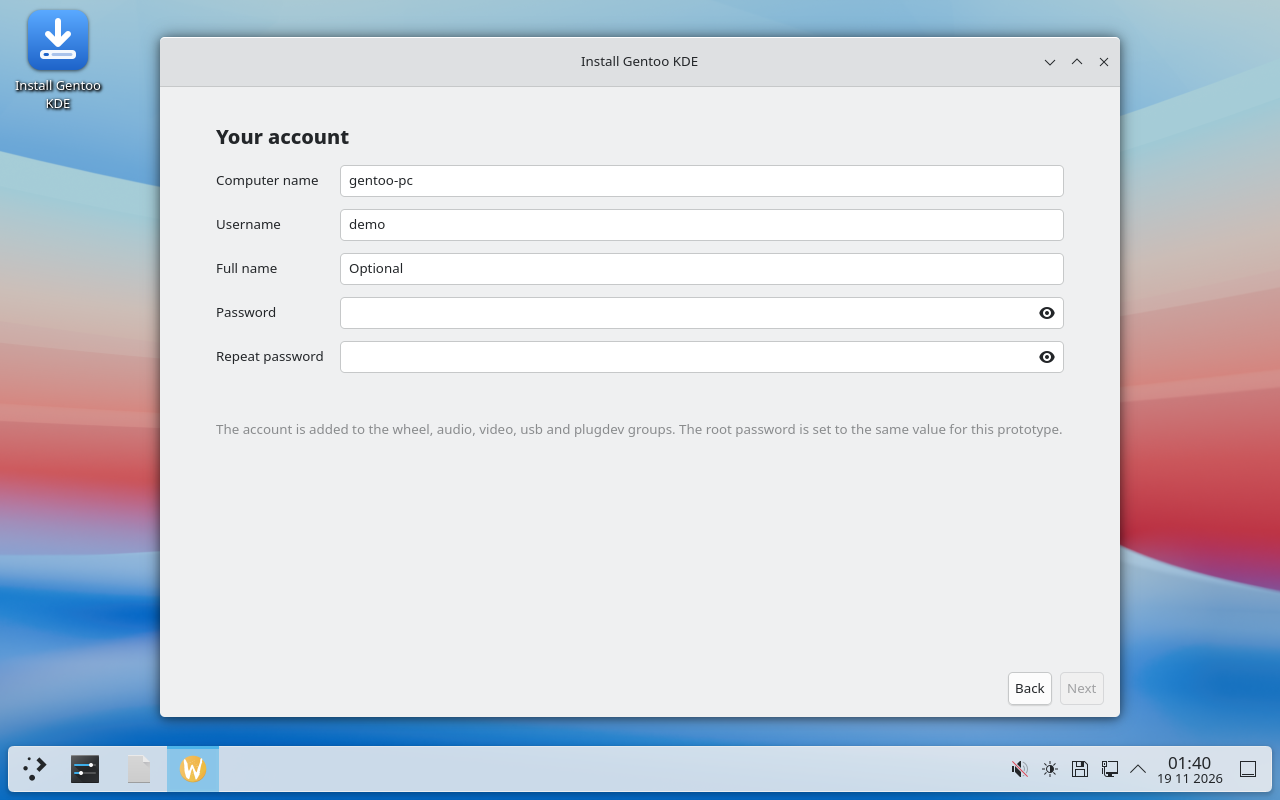 Install Gentoo
KDE
Install Gentoo KDE
Your account
Computer name
gentoo-pc
Username
demo
Full name
Optional
Password
Repeat password
The account is added to the wheel, audio, video, usb and plugdev groups. The root password is set to the same value for this prototype.
Back
Next
W
01:40
19 11 2026